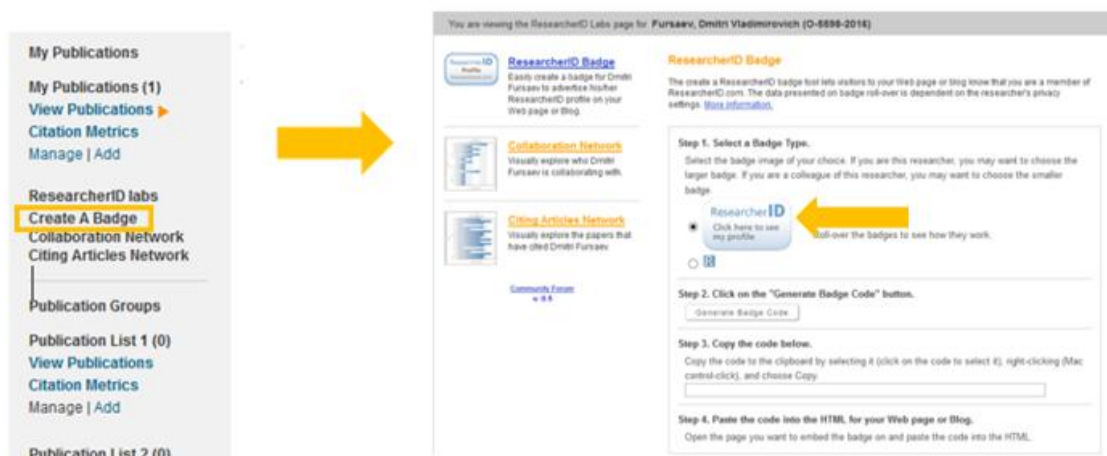 My Publications
My Publications (1)
View Publications
Citation Metrics
Manage | Add
ResearcherID labs
Create A Badge
Collaboration Network
Citing Articles Network
Publication Groups
Publication List 1 (0)
View Publications
Citation Metrics
Manage | Add
Publication List 2 (0)
You are viewing the ResearcherID Labs page for Fursaev, Dmitri Vladimirovich (O-5598-2016)
ResearcherID
Profile
ResearcherID Badge
Easily create a badge for Dmitri
Fursaev to advertise his/her
ResearcherID profile on your
Web page or Blog.
Collaboration Network
Visually explore who Dmitri
Fursaev is collaborating with.
Citing Articles Network
Visually explore the papers that
have cited Dmitri Fursaev.
Community Forum
ResearcherID Badge
The create a ResearcherID badge tool lets visitors to your Web page or blog know that you are a member of
ResearcherID.com. The data presented on badge roll-over is dependent on the researcher's privacy
settings. More information.
Step 1. Select a Badge Type.
Select the badge image of your choice. If you are this researcher, you may want to choose the
larger badge. If you are a colleague of this researcher, you may want to choose the smaller
badge.
ResearcherID
Click here to see
my profile
Roll-over the badges to see how they work.
R
Step 2. Click on the "Generate Badge Code" button.
Generate Badge Code
Step 3. Copy the code below.
Copy the code to the clipboard by selecting it (click on the code to select it), right-clicking (Mac
control-click), and choose Copy.
Step 4. Paste the code into the HTML for your Web page or Blog.
Open the page you want to embed the badge on and paste the code into the HTML.